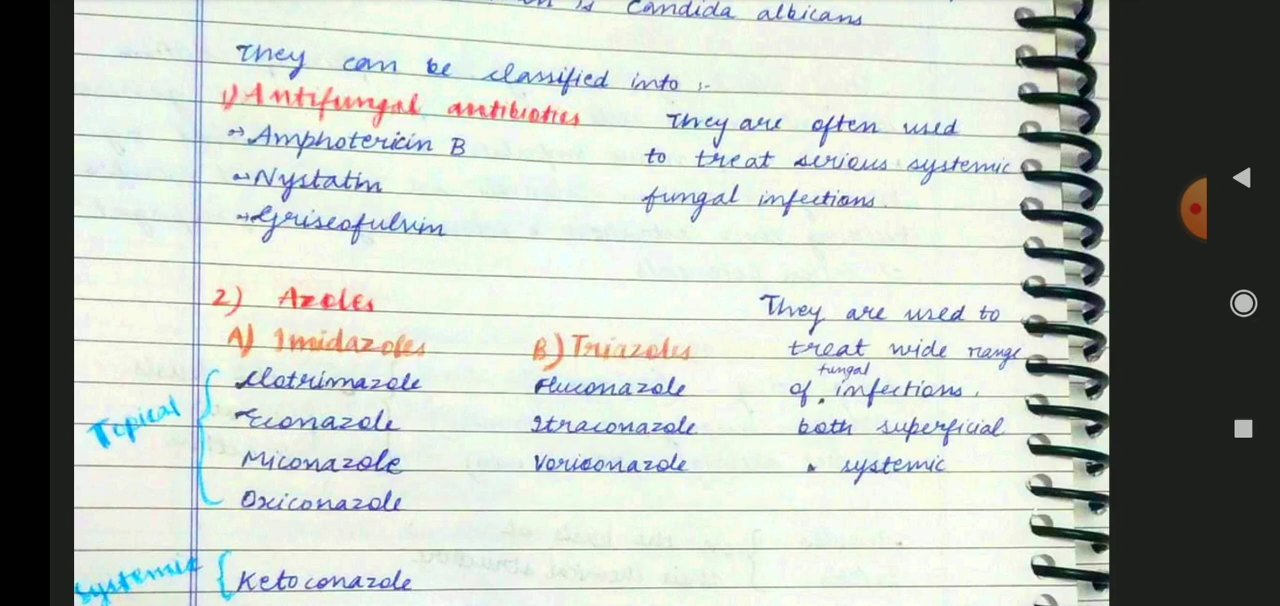 is Candida albicans
They can be classified into :-
1) Antifungal antibiotics
They are often used
→ Amphotericin B
to treat serious systemic
→ Nystatin
fungal infections.
→ Griseofulvin
2) Azoles
They are used to
A) Imidazoles
B) Triazoles
treat wide range
fungal
Clotrimazole
Fluconazole
of infections.
Topical
Econazole
Itraconazole
both superficial
Miconazole
Voriconazole
systemic
Oxiconazole
Systemic
Ketoconazole